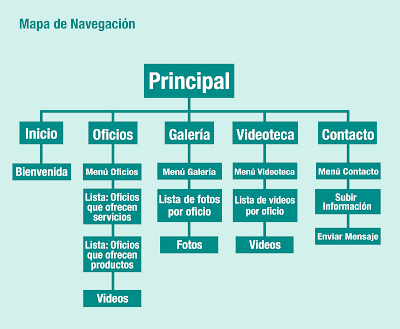 Mapa de Navegación
Principal
Inicio
Oficios
Galería
Videoteca
Contacto
Bienvenida
Menú Oficios
Menú Galeria
Menú Videoteca
Menú Contacto
Lista: Oficios
que ofrecen
servicios
Lista de fotos
por oficio
Lista de videos
por oficio
Subir
Información
Lista: Oficios
que ofrecen
productos
Fotos
Videos
Enviar Mensaje
Videos